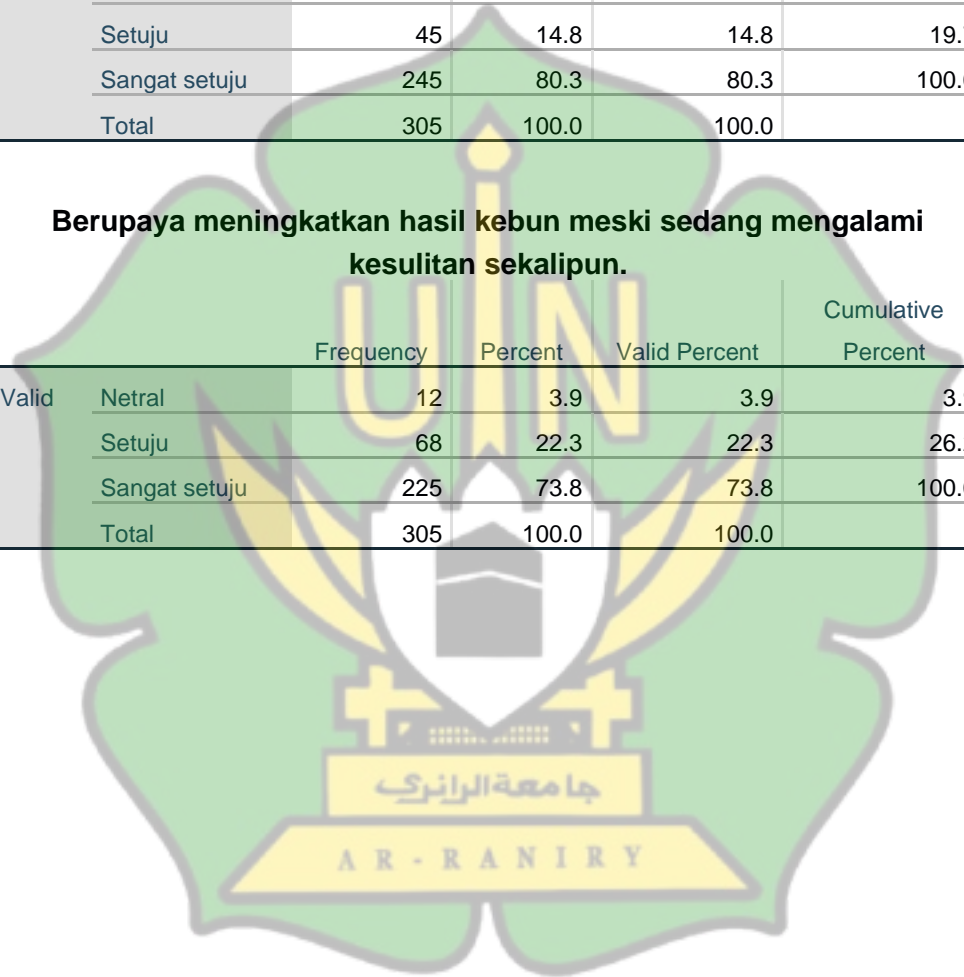 Setuju 45 14.8 14.8 19.
Sangat setuju 245 80.3 80.3 100.
Total 305 100.0 100.0
Berupaya meningkatkan hasil kebun meski sedang mengalami
kesulitan sekalipun.
Cumulative
Frequency Percent Valid Percent Percent
Valid Netral 12 3.9 3.9 3.
Setuju 68 22.3 22.3 26.
Sangat setuju 225 73.8 73.8 100.
Total 305 100.0 100.0
UIN
جامعة الرانري
AR-RANIRY